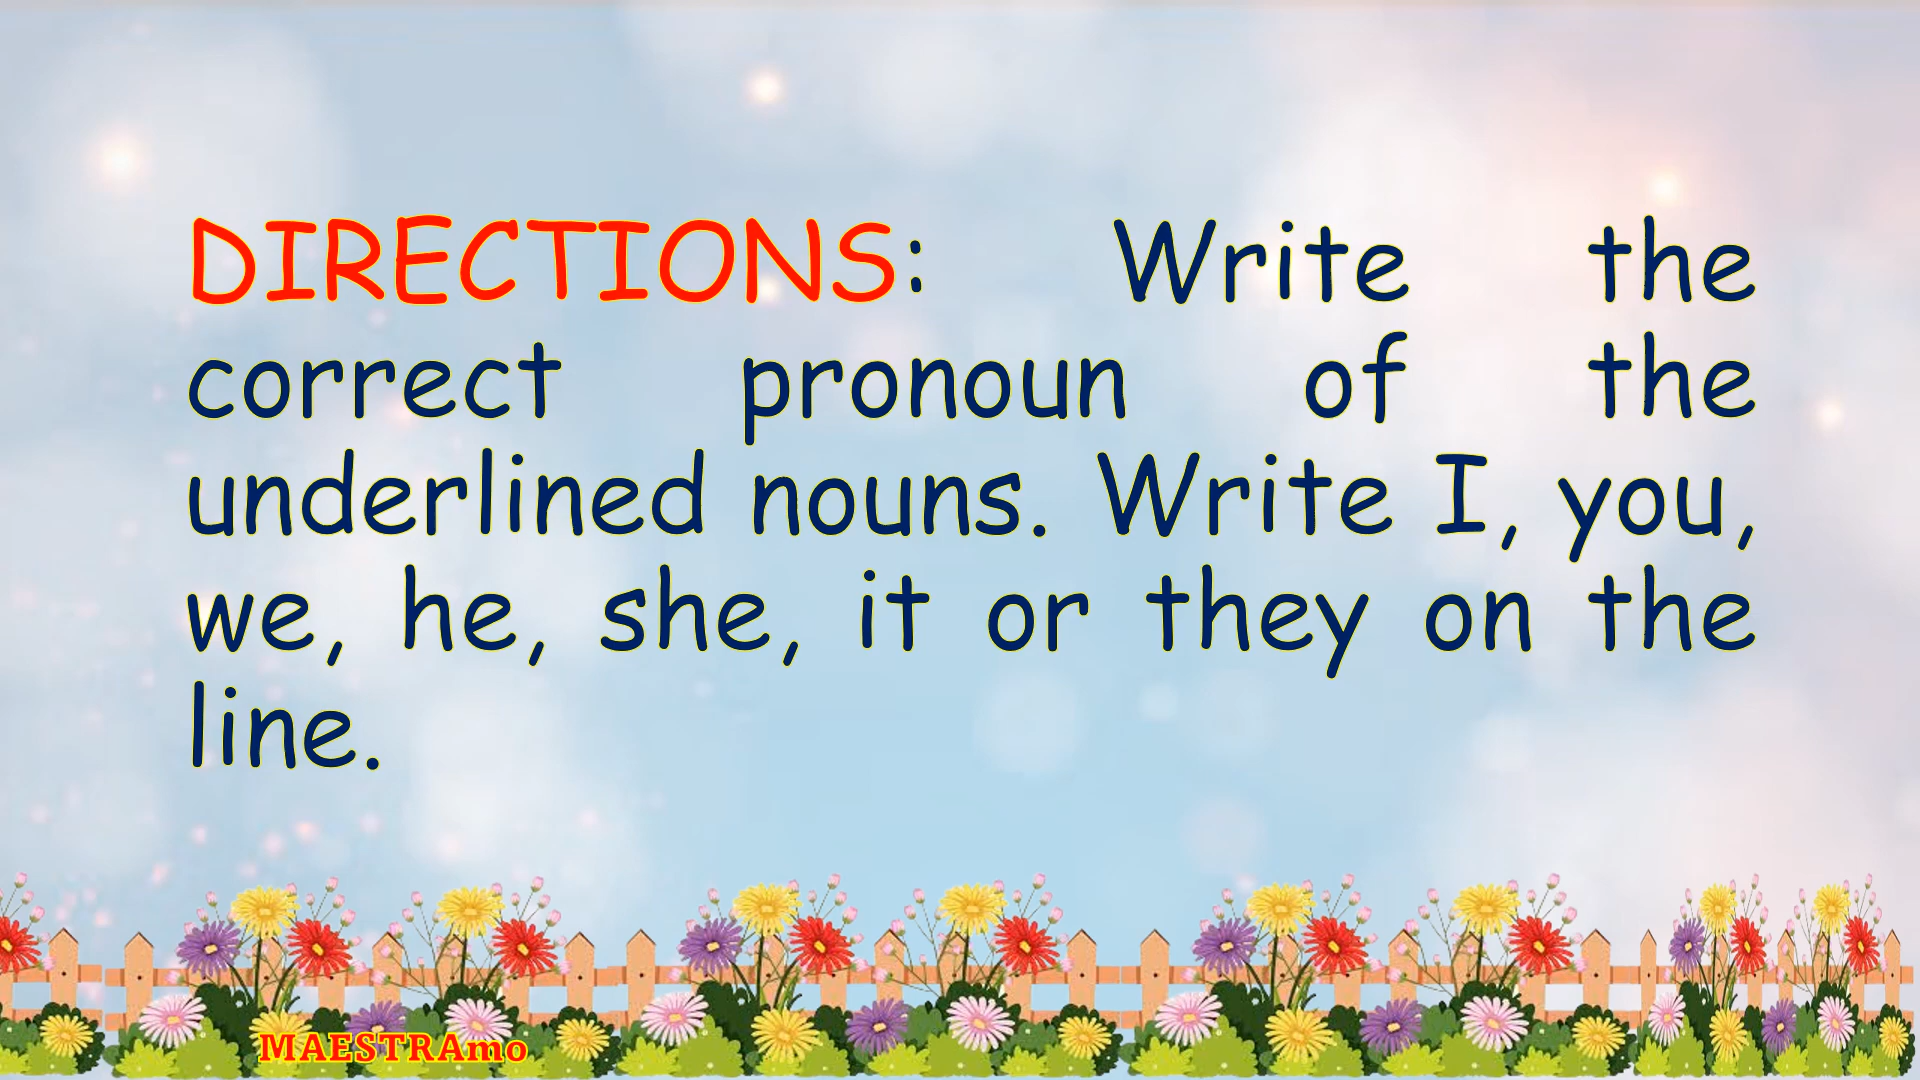 DIRECTIONS: Write the
correct pronoun of the
underlined nouns. Write I, you,
we, he, she, it or they on the
line.
MAESTRAmo